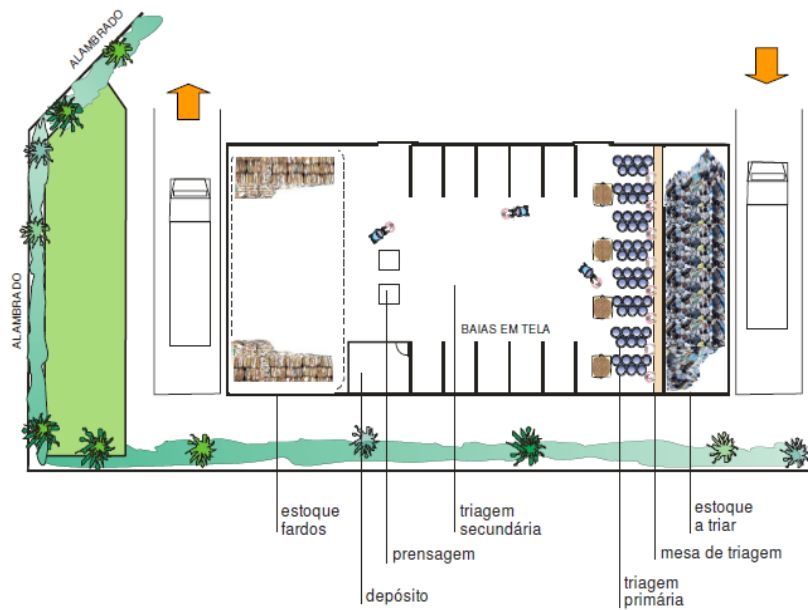 ALAMBRADO
ALAMBRADO
BAIAS EM TELA
estoque
fardos
prensagem
depósito
triagem
secundária
triagem
primária
mesa de triagem
estoque
a triar